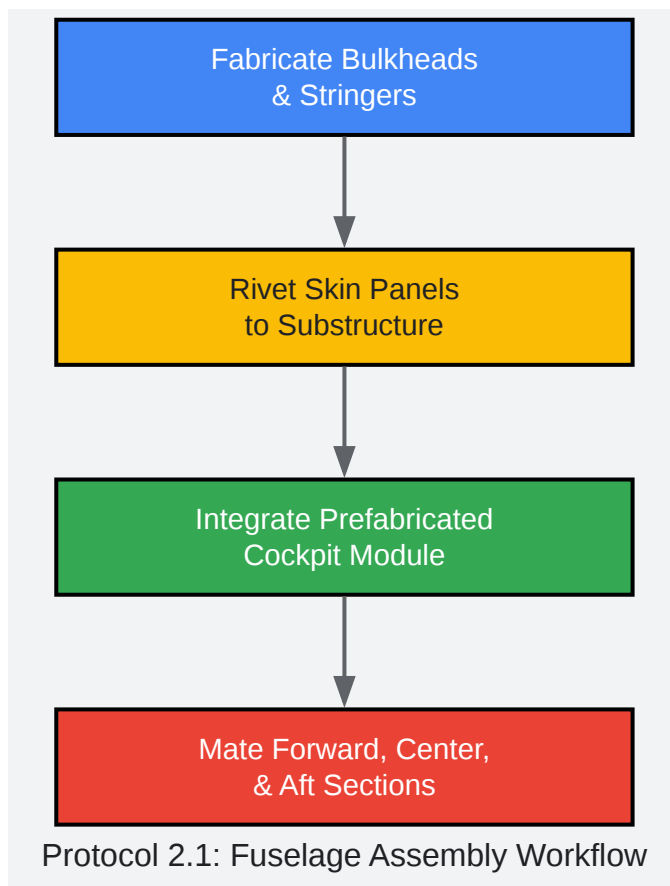 Fabricate Bulkheads
& Stringers
Rivet Skin Panels
to Substructure
Integrate Prefabricated
Cockpit Module
Mate Forward, Center,
& Aft Sections
Protocol 2.1: Fuselage Assembly Workflow